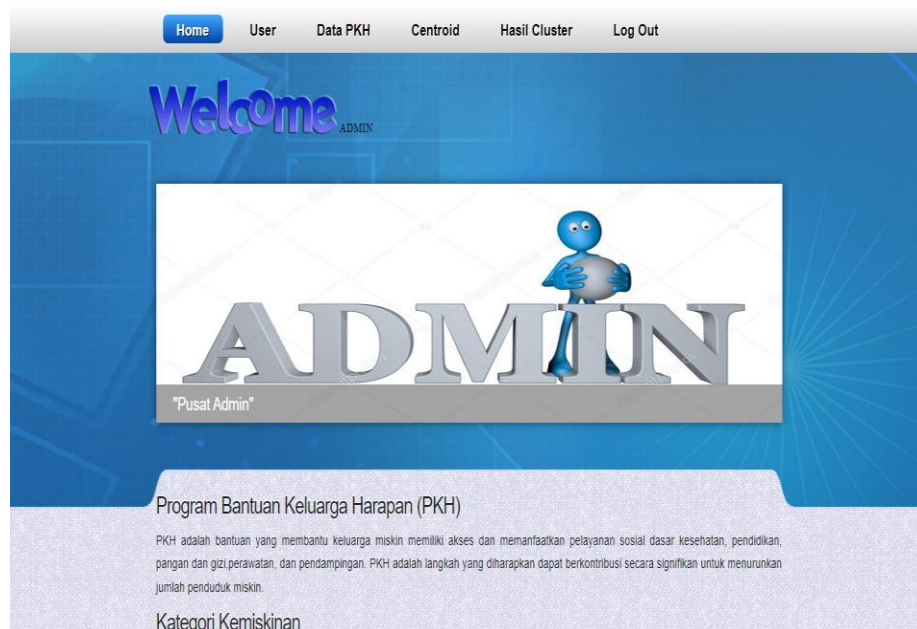 Home User Data PKH Centroid Hasil Cluster Log Out
Welcome ADMIN
ADMIN
"Pusat Admin"
Program Bantuan Keluarga Harapan (PKH)
PKH adalah bantuan yang membantu keluarga miskin memiliki akses dan memanfaatkan pelayanan sosial dasar kesehatan, pendidikan,
pangan dan gizi,perawatan, dan pendampingan. PKH adalah langkah yang diharapkan dapat berkontribusi secara signifikan untuk menurunkan
jumlah penduduk miskin.
Kategori Kemiskinan